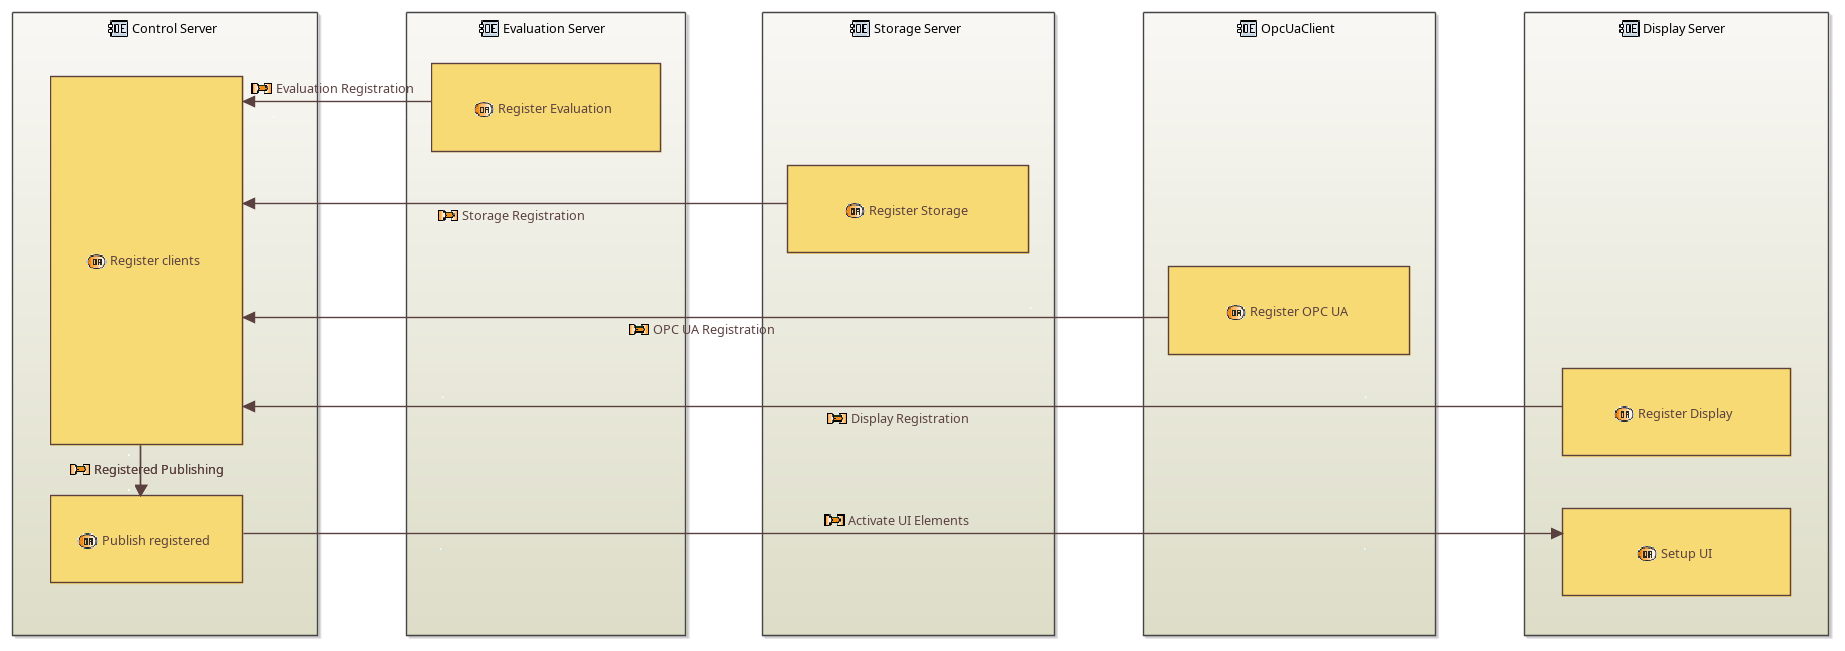 Control Server
Evaluation Server
Storage Server
OpcUaClient
Display Server
Evaluation Registration
Register Evaluation
Storage Registration
Register Storage
Register clients
Register OPC UA
OPC UA Registration
Display Registration
Register Display
Registered Publishing
Activate UI Elements
Publish registered
Setup UI